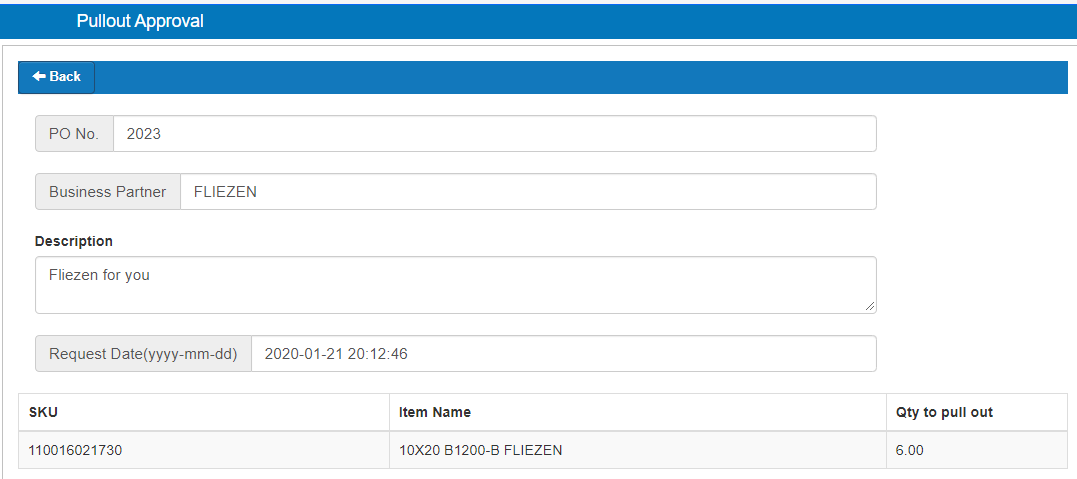 Pullout Approval
Back
PO No. 2023
Business Partner FLIEZEN
Description
Fliezen for you
Request Date(yyyy-mm-dd) 2020-01-21 20:12:46
SKU Item Name Qty to pull out
110016021730 10X20 B1200-B FLIEZEN 6.00